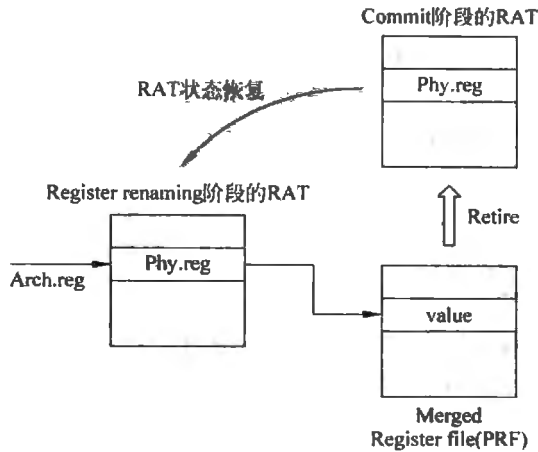 Commit阶段的RAT
Phy.reg
RAT状态恢复
Register renaming阶段的RAT
Retire
Arch.reg
Phy.reg
value
Merged
Register file(PRF)